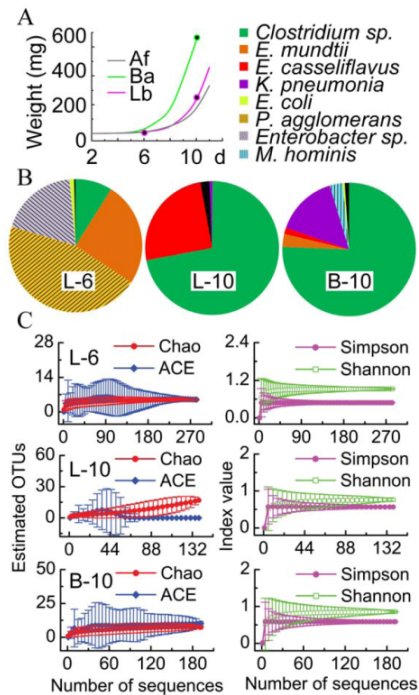 A
600
400
200
0
Weight (mg)
Af
Ba
Lb
2
6
10
d
Clostridium sp.
E. mundtii
E. casseliflavus
K. pneumonia
E. coli
P. agglomerans
Enterobacter sp.
M. hominis
B
L-6
L-10
B-10
C
28
14
0
L-6
Chao
ACE
0 90 180 270
2.4
1.2
0.0
Simpson
Shannon
0 90 180 270
Estimated OTUs
60
30
0
L-10
Chao
ACE
0 44 88 132
Index value
2
1
0
Simpson
Shannon
0 44 88 132
50
25
0
B-10
Chao
ACE
0 60 120 180
Number of sequences
2
1
0
Simpson
Shannon
0 60 120 180
Number of sequences